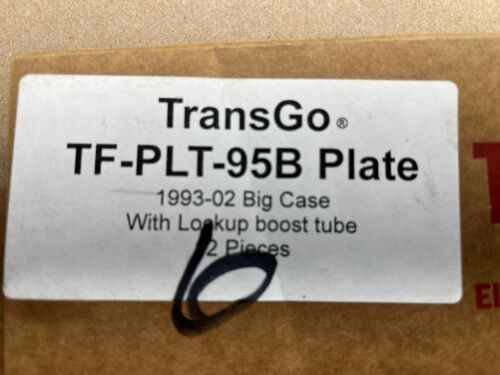 TransGo®
TF-PLT-95B Plate
1993-02 Big Case
With Lockup boost tube
2 Pieces
6